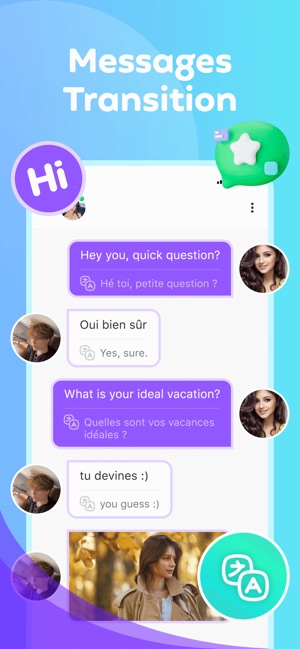 Messages
Transition
Hi
Hey you, quick question?
Hé toi, petite question ?
Oui bien sûr
Yes, sure.
What is your ideal vacation?
Quelles sont vos vacances
idéales ?
tu devines :)
you guess :)
A